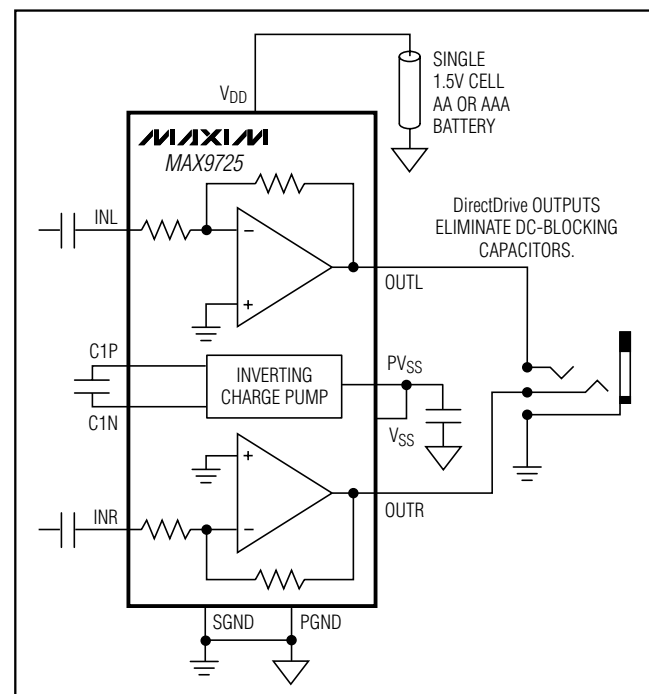 SINGLE
1.5V CELL
AA OR AAA
BATTERY
VDD
MAXIM
MAX9725
INL
−
+
DirectDrive OUTPUTS
ELIMINATE DC-BLOCKING
CAPACITORS.
OUTL
C1P
INVERTING
CHARGE PUMP
PVSS
C1N
VSS
+
−
INR
OUTR
SGND
PGND